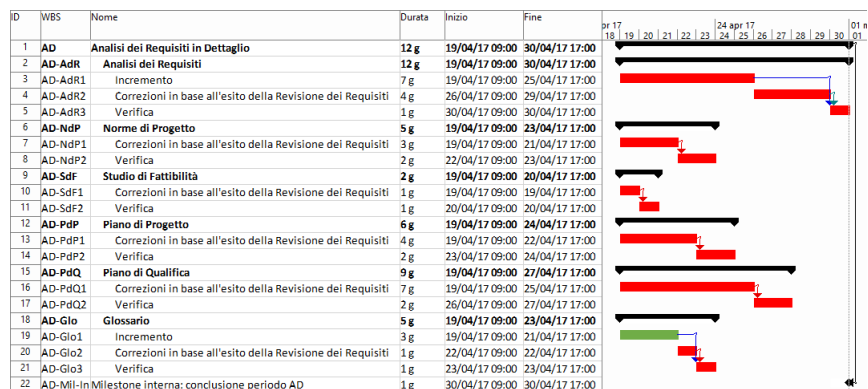 ID WBS Nome Durata Inizio Fine pr 17 24 apr 17 01 m
18 19 20 21 22 23 24 25 26 27 28 29 30 01
1 AD Analisi dei Requisiti in Dettaglio 12 g 19/04/17 09:00 30/04/17 17:00
2 AD-AdR Analisi dei Requisiti 12 g 19/04/17 09:00 30/04/17 17:00
3 AD-AdR1 Incremento 7 g 19/04/17 09:00 25/04/17 17:00
4 AD-AdR2 Correzioni in base all'esito della Revisione dei Requisiti 4 g 26/04/17 09:00 29/04/17 17:00
5 AD-AdR3 Verifica 1 g 30/04/17 09:00 30/04/17 17:00
6 AD-NdP Norme di Progetto 5 g 19/04/17 09:00 23/04/17 17:00
7 AD-NdP1 Correzioni in base all'esito della Revisione dei Requisiti 3 g 19/04/17 09:00 21/04/17 17:00
8 AD-NdP2 Verifica 2 g 22/04/17 09:00 23/04/17 17:00
9 AD-SdF Studio di Fattibilità 2 g 19/04/17 09:00 20/04/17 17:00
10 AD-SdF1 Correzioni in base all'esito della Revisione dei Requisiti 1 g 19/04/17 09:00 19/04/17 17:00
11 AD-SdF2 Verifica 1 g 20/04/17 09:00 20/04/17 17:00
12 AD-PdP Piano di Progetto 6 g 19/04/17 09:00 24/04/17 17:00
13 AD-PdP1 Correzioni in base all'esito della Revisione dei Requisiti 4 g 19/04/17 09:00 22/04/17 17:00
14 AD-PdP2 Verifica 2 g 23/04/17 09:00 24/04/17 17:00
15 AD-PdQ Piano di Qualifica 9 g 19/04/17 09:00 27/04/17 17:00
16 AD-PdQ1 Correzioni in base all'esito della Revisione dei Requisiti 7 g 19/04/17 09:00 25/04/17 17:00
17 AD-PdQ2 Verifica 2 g 26/04/17 09:00 27/04/17 17:00
18 AD-Glo Glossario 5 g 19/04/17 09:00 23/04/17 17:00
19 AD-Glo1 Incremento 3 g 19/04/17 09:00 21/04/17 17:00
20 AD-Glo2 Correzioni in base all'esito della Revisione dei Requisiti 1 g 22/04/17 09:00 22/04/17 17:00
21 AD-Glo3 Verifica 1 g 23/04/17 09:00 23/04/17 17:00
22 AD-Mil-In Milestone interna: conclusione periodo AD 1 g 30/04/17 09:00 30/04/17 17:00